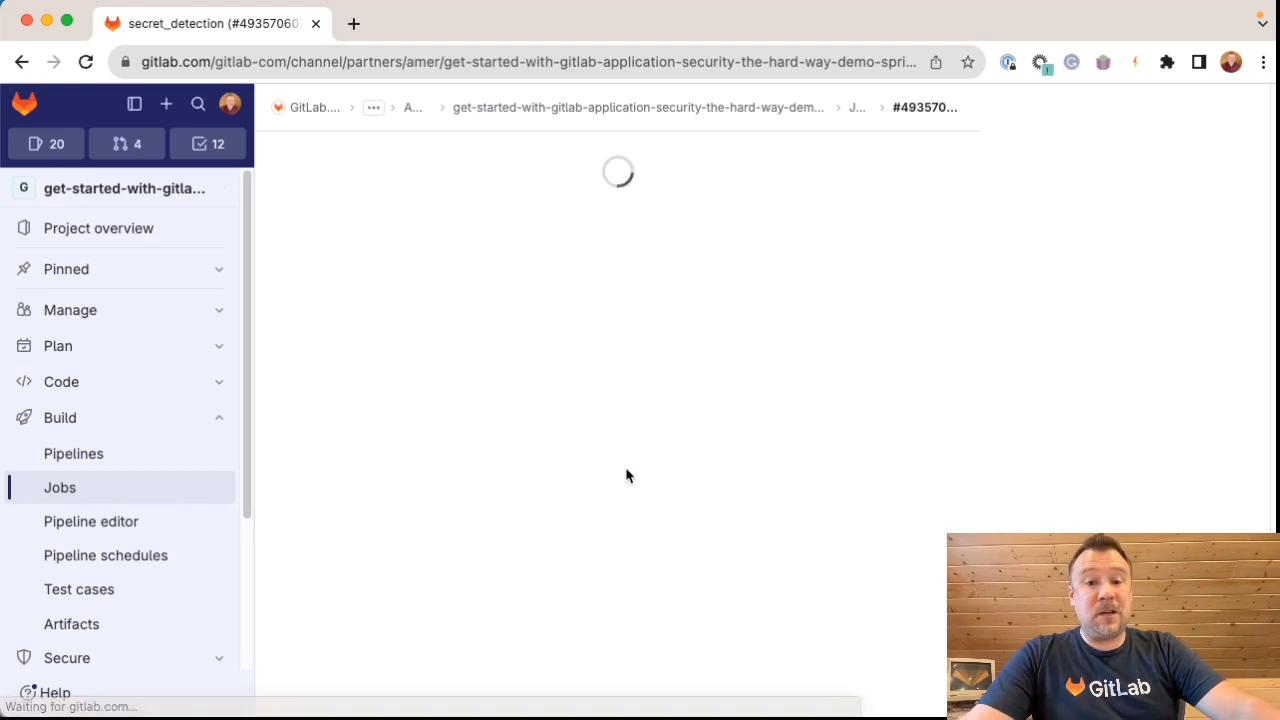 secret_detection (#49357060
gitlab.com/gitlab-com/channel/partners/amer/get-started-with-gitlab-application-security-the-hard-way-demo-spri...
GitLab.... > ... > A... > get-started-with-gitlab-application-security-the-hard-way-dem... > J... > #493570...
20 4 12
G get-started-with-gitla...
Project overview
Pinned
Manage
Plan
Code
Build
Pipelines
Jobs
Pipeline editor
Pipeline schedules
Test cases
Artifacts
Secure
Help
Waiting for gitlab.com...
GitLab